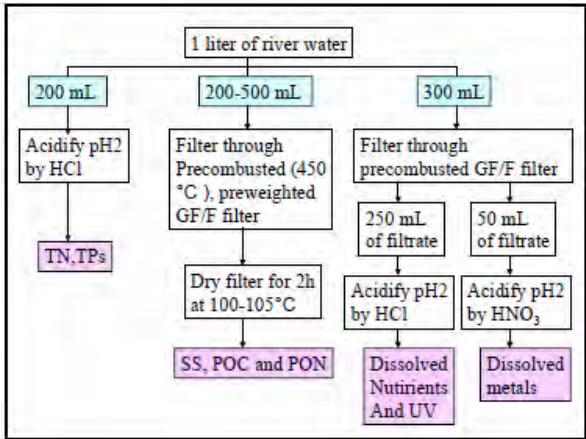 1 liter of river water
200 mL
200-500 mL
300 mL
Acidify pH2
by HCl
Filter through
Precombusted (450
°C ), preweighted
GF/F filter
Filter through
precombusted GF/F filter
250 mL
of filtrate
50 mL
of filtrate
TN,TPs
Dry filter for 2h
at 100-105°C
Acidify pH2
by HCl
Acidify pH2
by HNO₃
SS, POC and PON
Dissolved
Nutirients
And UV
Dissolved
metals